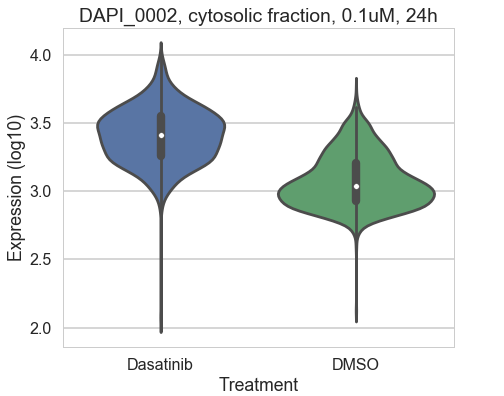 DAPI_0002, cytosolic fraction, 0.1uM, 24h
4.0
3.5
3.0
2.5
2.0
Expression (log10)
Dasatinib DMSO
Treatment